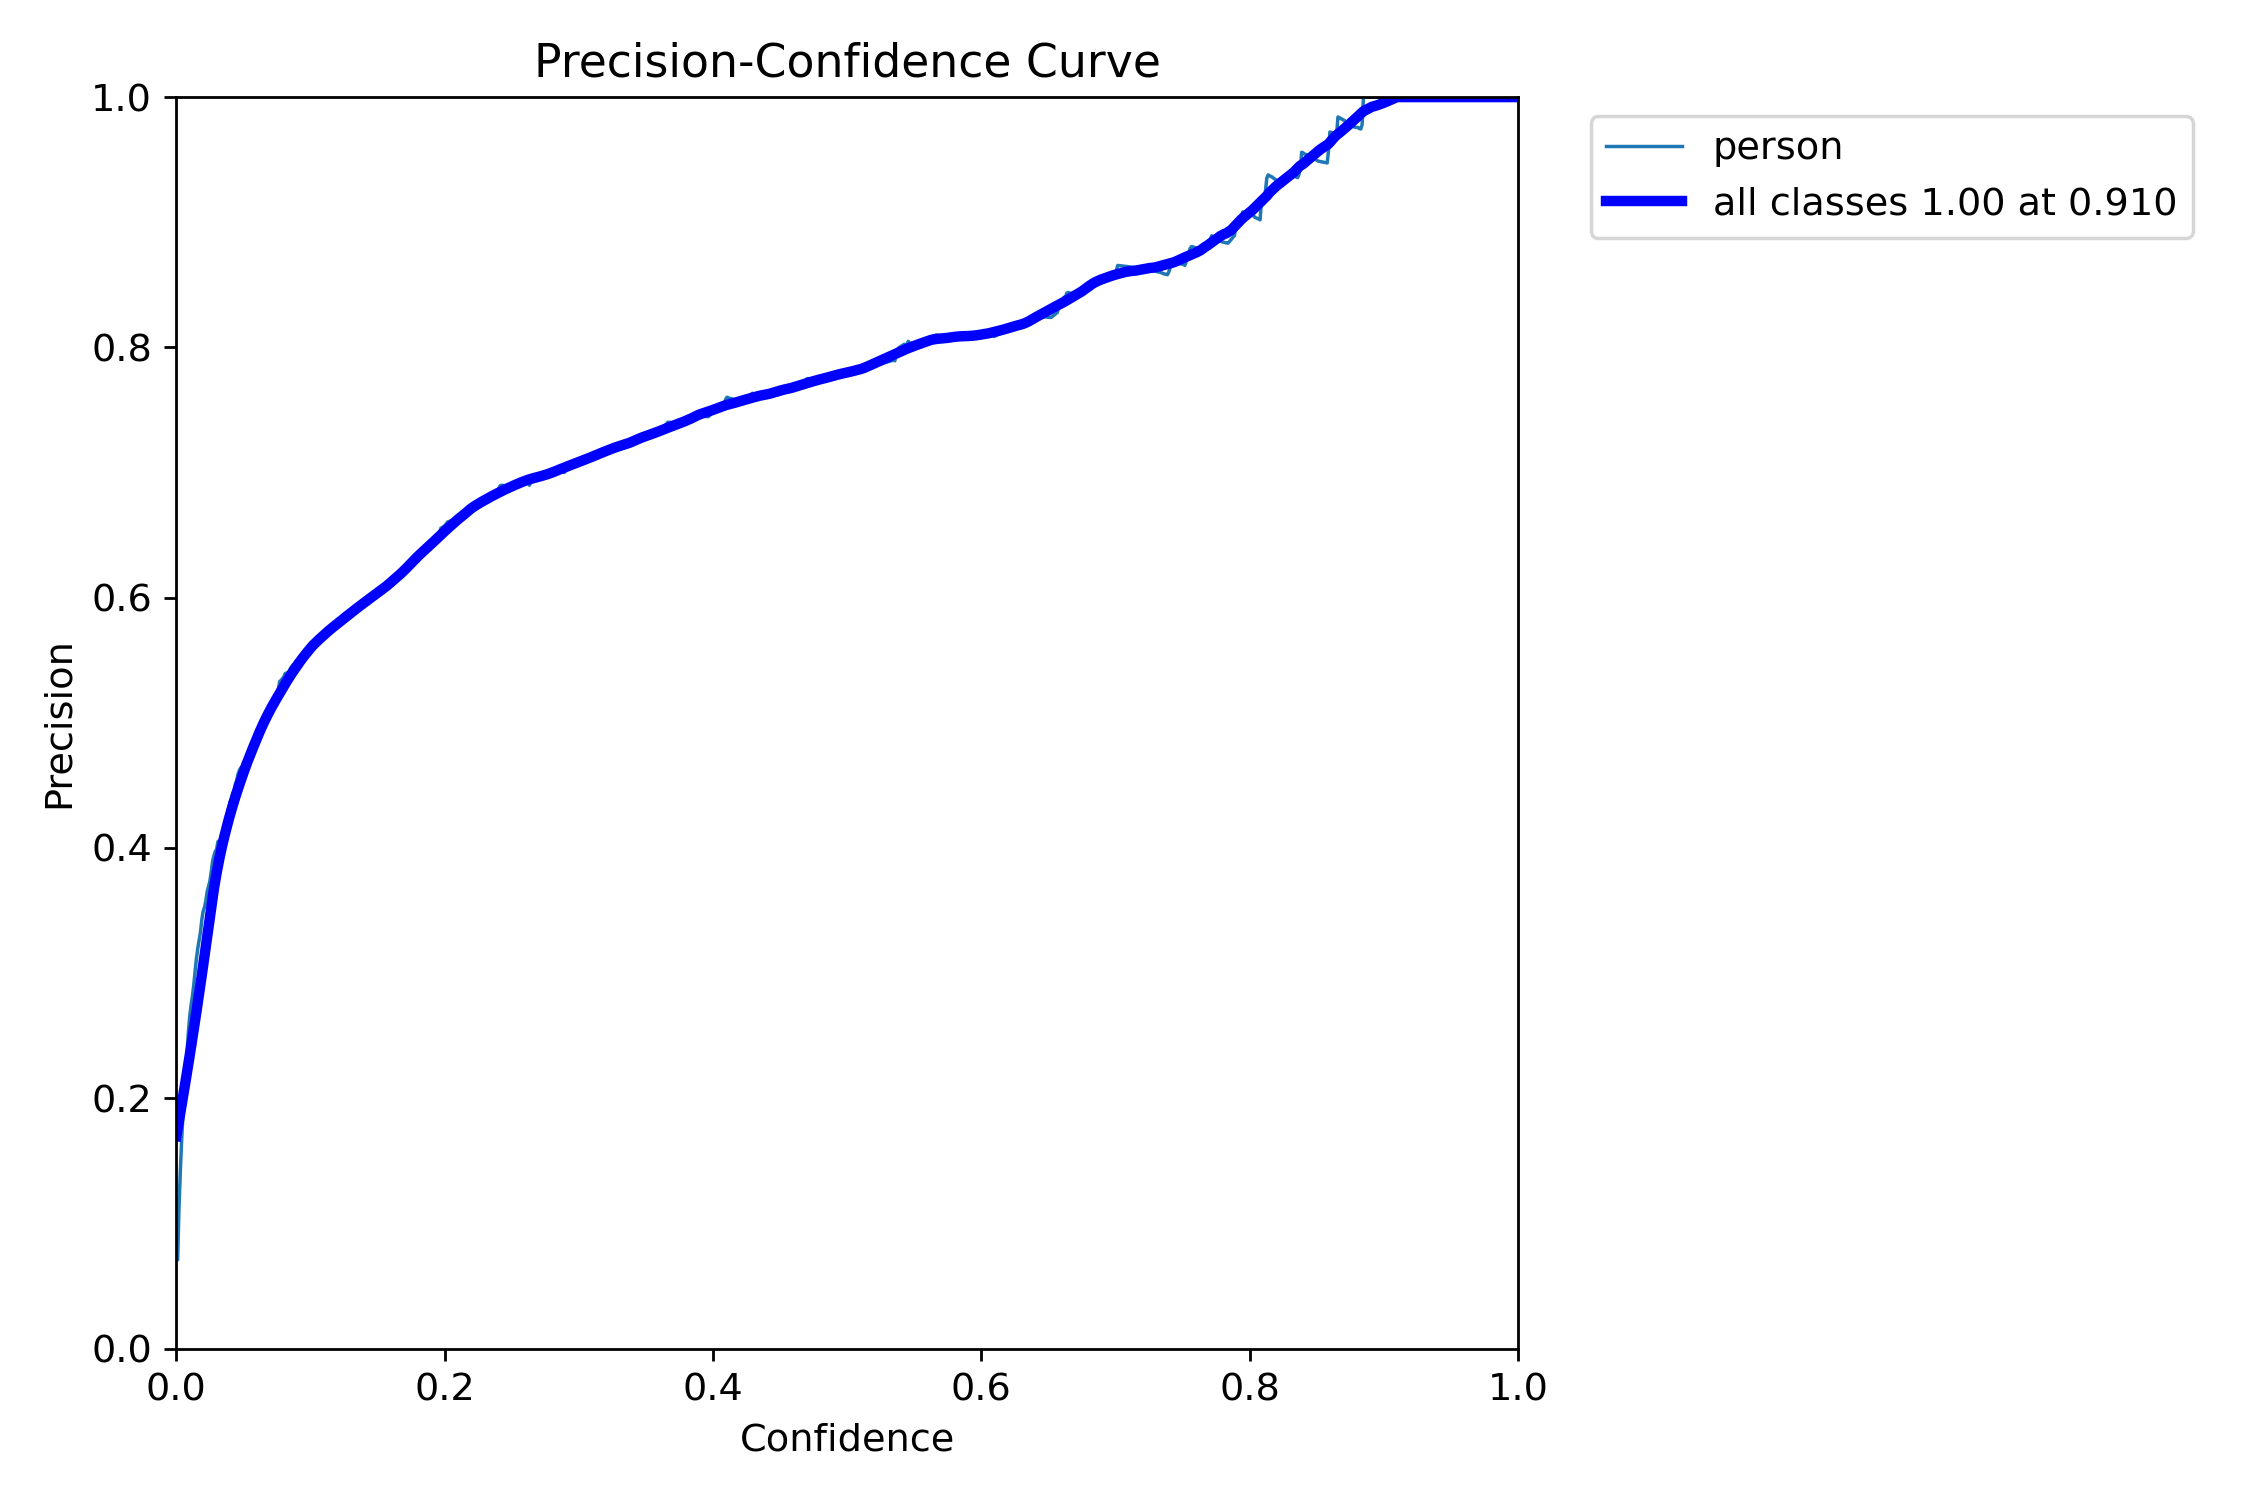 Precision-Confidence Curve
1.0
0.8
0.6
0.4
0.2
0.0
Precision
0.0 0.2 0.4 0.6 0.8 1.0
Confidence
person
all classes 1.00 at 0.910